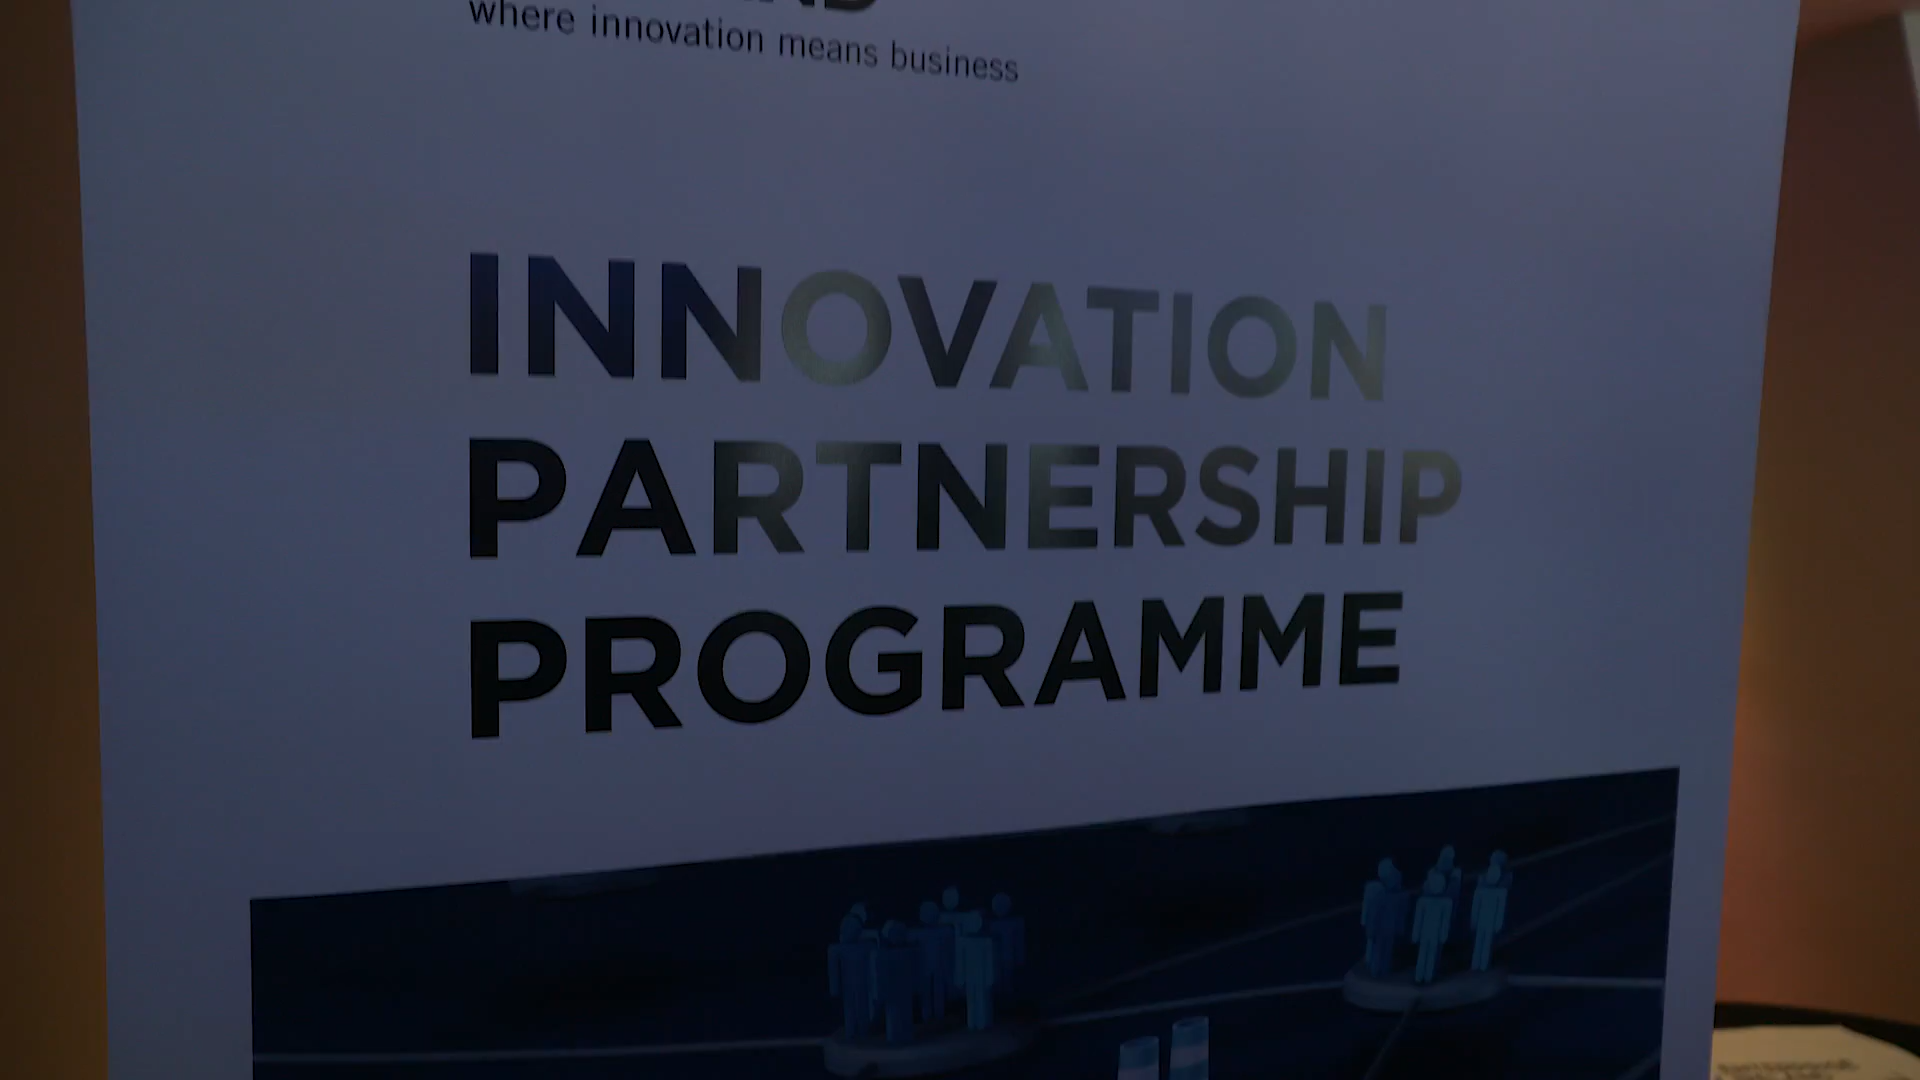 where innovation means business
INNOVATION
PARTNERSHIP
PROGRAMME